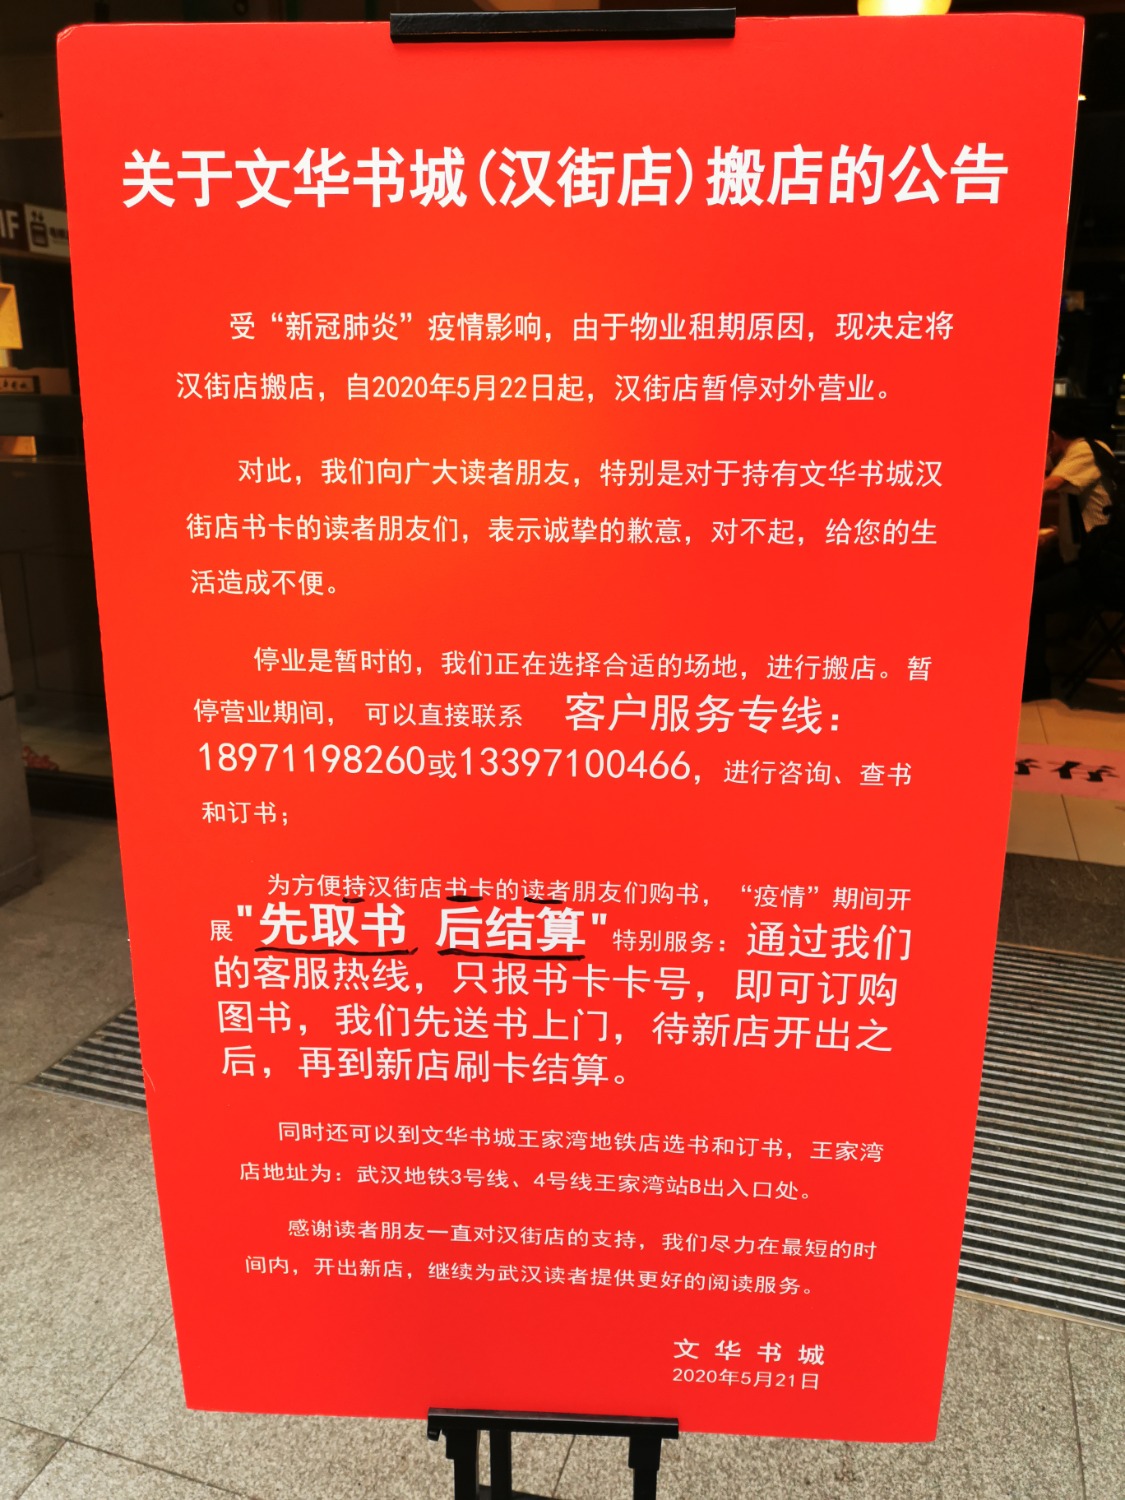 关于文华书城(汉街店)搬店的公告
受“新冠肺炎”疫情影响，由于物业租期原因，现决定将
汉街店搬店，自2020年5月22日起，汉街店暂停对外营业。
对此，我们向广大读者朋友，特别是对于持有文华书城汉
街店书卡的读者朋友们，表示诚挚的歉意，对不起，给您的生
活造成不便。
停业是暂时的，我们正在选择合适的场地，进行搬店。暂
停营业期间， 可以直接联系 客户服务专线：
18971198260或13397100466，进行咨询、查书
和订书；
为方便持汉街店书卡的读者朋友们购书，“疫情”期间开
展"先取书 后结算"特别服务：通过我们
的客服热线，只报书卡卡号，即可订购
图书，我们先送书上门，待新店开出之
后，再到新店刷卡结算。
同时还可以到文华书城王家湾地铁店选书和订书，王家湾
店地址为：武汉地铁3号线、4号线王家湾站B出入口处。
感谢读者朋友一直对汉街店的支持，我们尽力在最短的时
间内，开出新店，继续为武汉读者提供更好的阅读服务。
文华书城
2020年5月21日